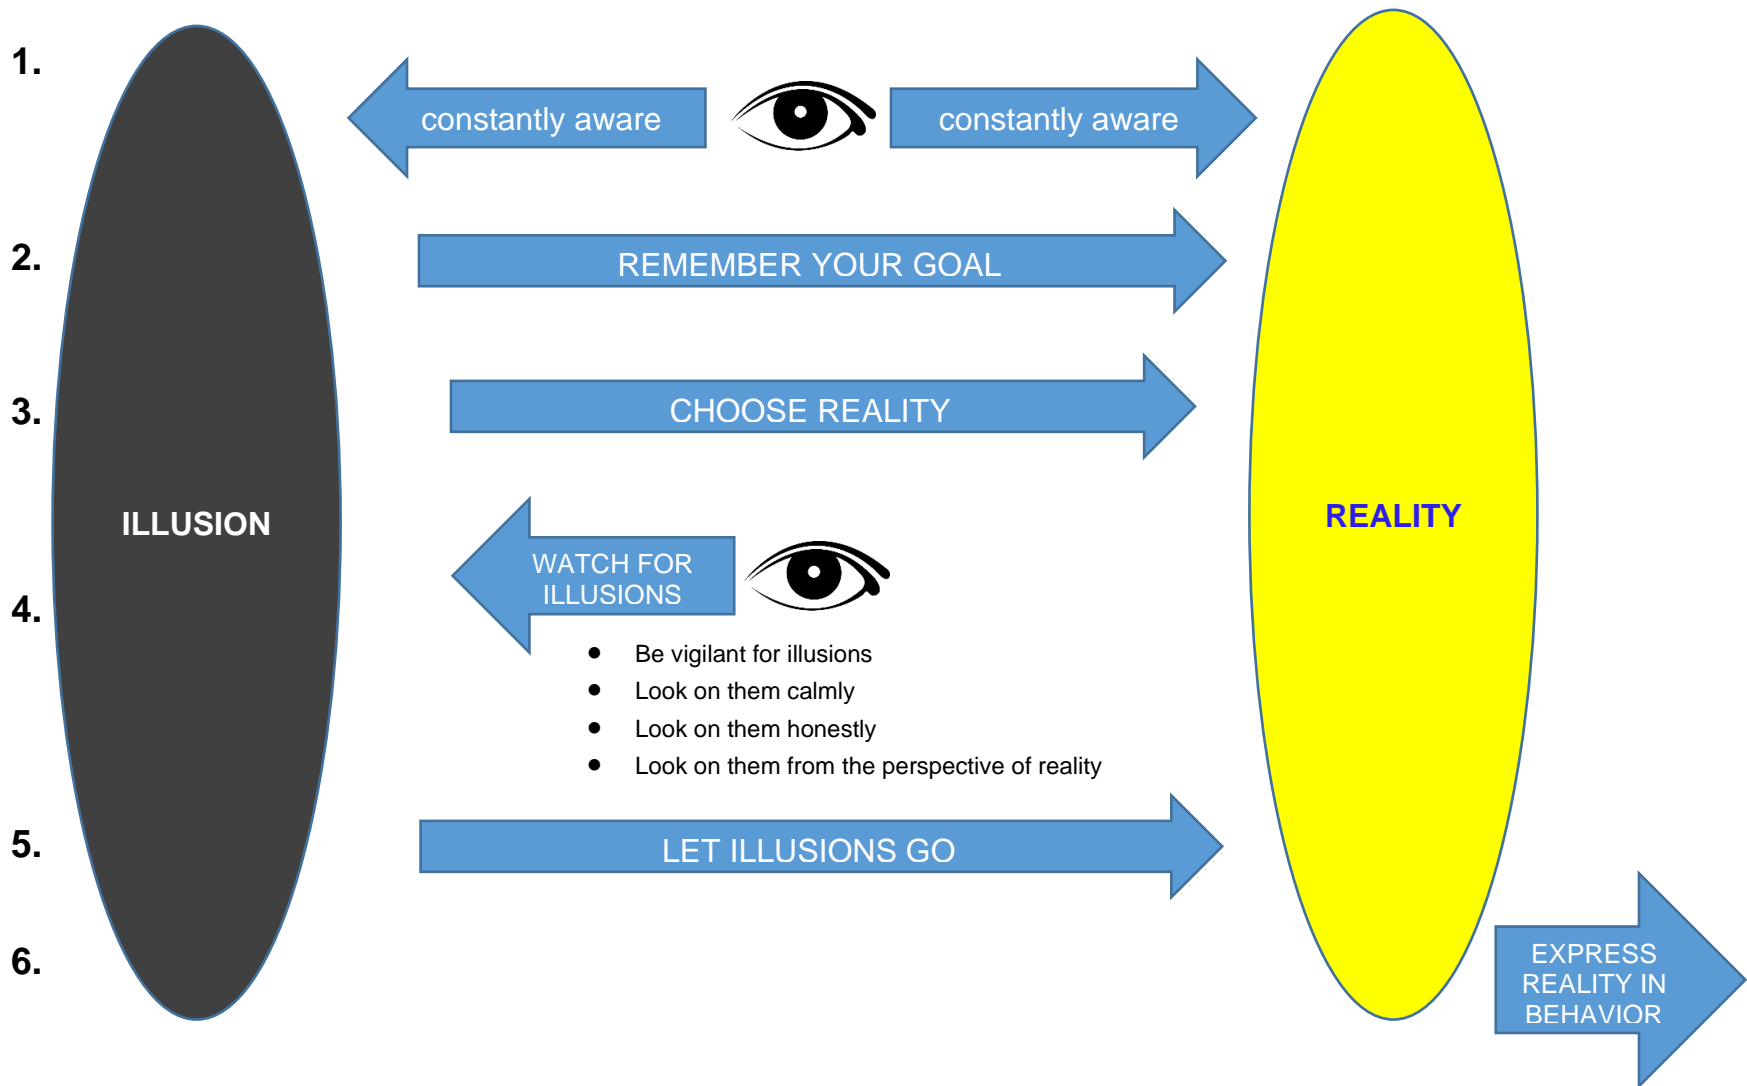 1.
constantly aware
constantly aware
2.
REMEMBER YOUR GOAL
3.
CHOOSE REALITY
ILLUSION
REALITY
4.
WATCH FOR
ILLUSIONS
● Be vigilant for illusions
● Look on them calmly
● Look on them honestly
● Look on them from the perspective of reality
5.
LET ILLUSIONS GO
6.
EXPRESS
REALITY IN
BEHAVIOR